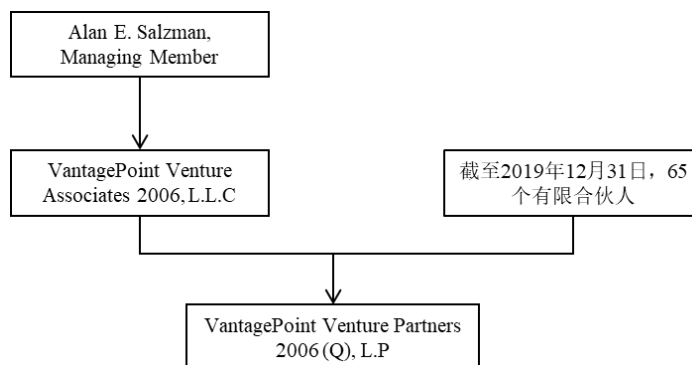 Alan E. Salzman,
Managing Member
VantagePoint Venture
Associates 2006, L.L.C
截至2019年12月31日，65
个有限合伙人
VantagePoint Venture Partners
2006 (Q), L.P